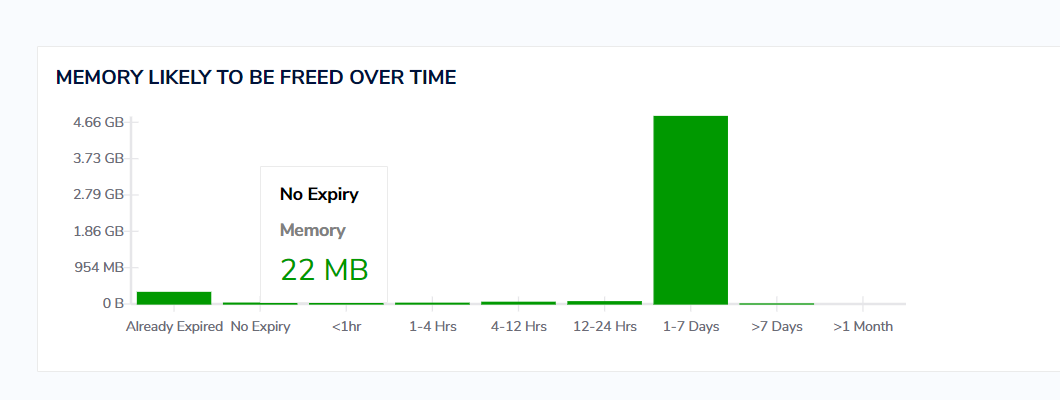 MEMORY LIKELY TO BE FREED OVER TIME
4.66 GB
3.73 GB
2.79 GB
1.86 GB
954 MB
0 B
No Expiry
Memory
22 MB
Already Expired No Expiry <1hr 1-4 Hrs 4-12 Hrs 12-24 Hrs 1-7 Days >7 Days >1 Month